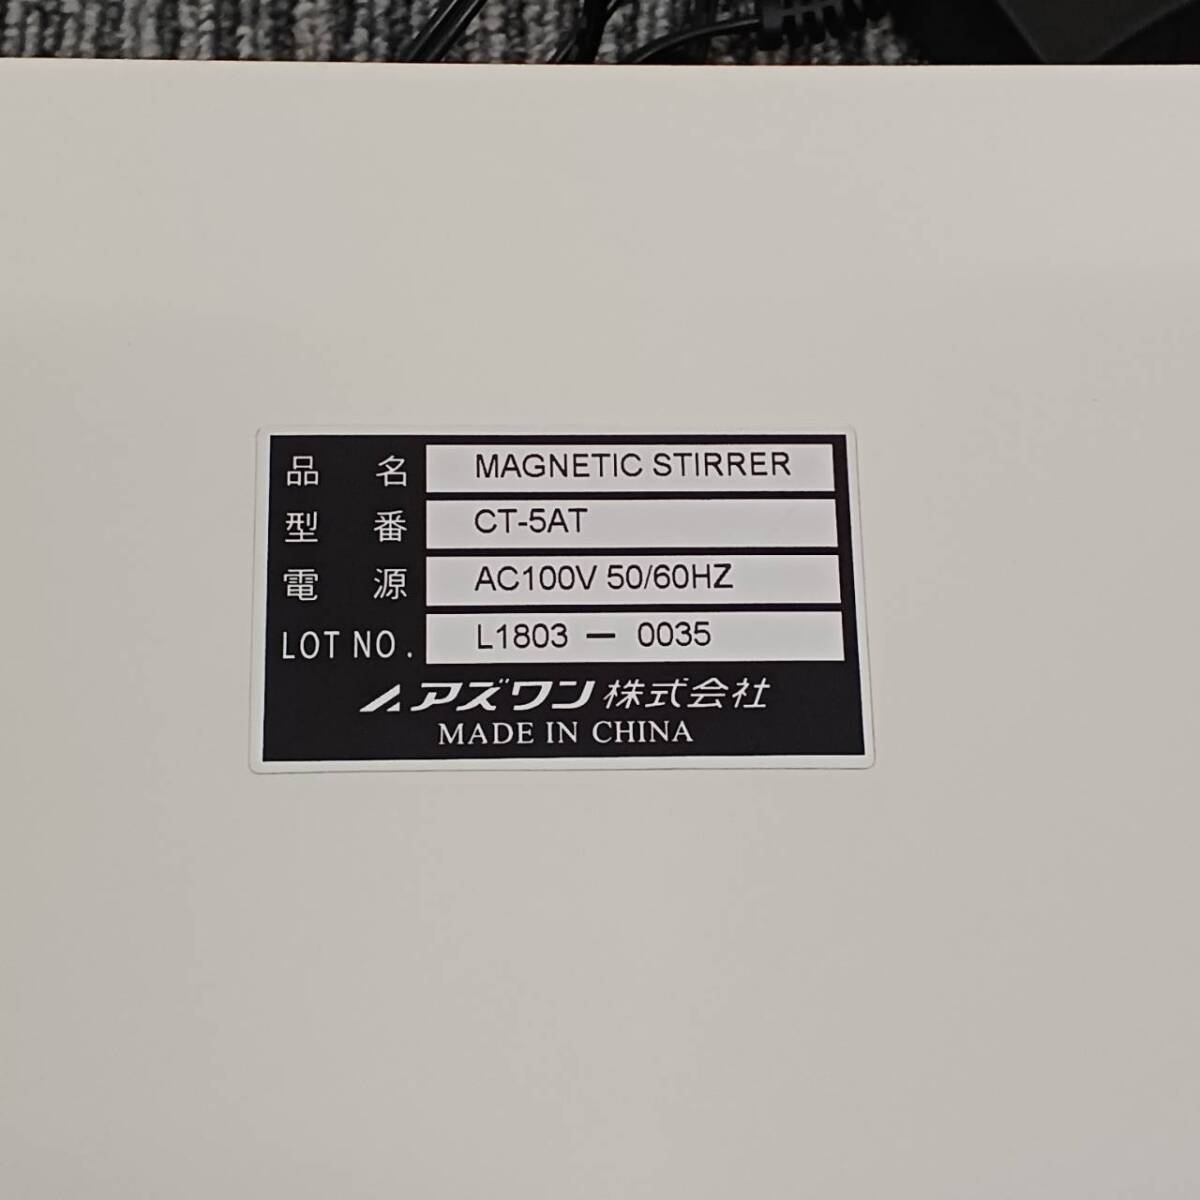 品 名 MAGNETIC STIRRER
型 番 CT-5AT
電 源 AC100V 50/60HZ
LOT NO. L1803 － 0035
アズワン株式会社
MADE IN CHINA